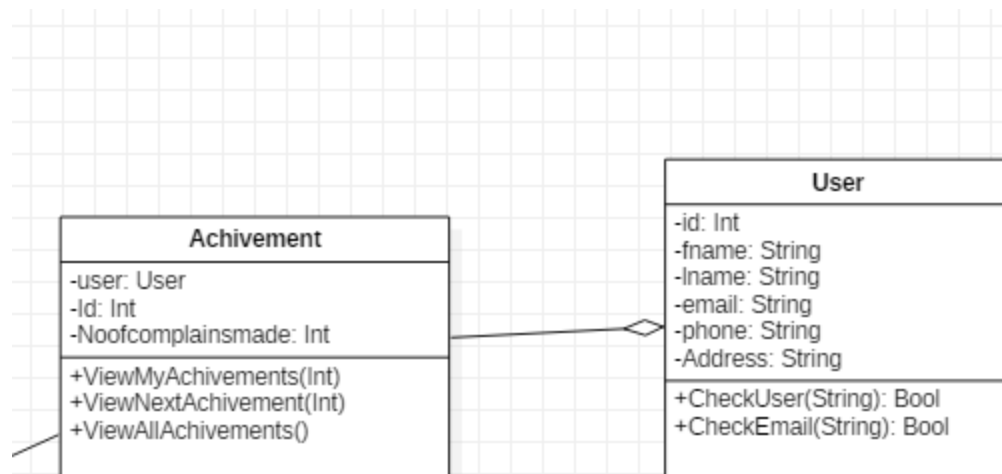 Achivement
-user: User
-Id: Int
-Noofcomplainsmade: Int
+ViewMyAchivements(Int)
+ViewNextAchivement(Int)
+ViewAllAchivements()
User
-id: Int
-fname: String
-lname: String
-email: String
-phone: String
-Address: String
+CheckUser(String): Bool
+CheckEmail(String): Bool